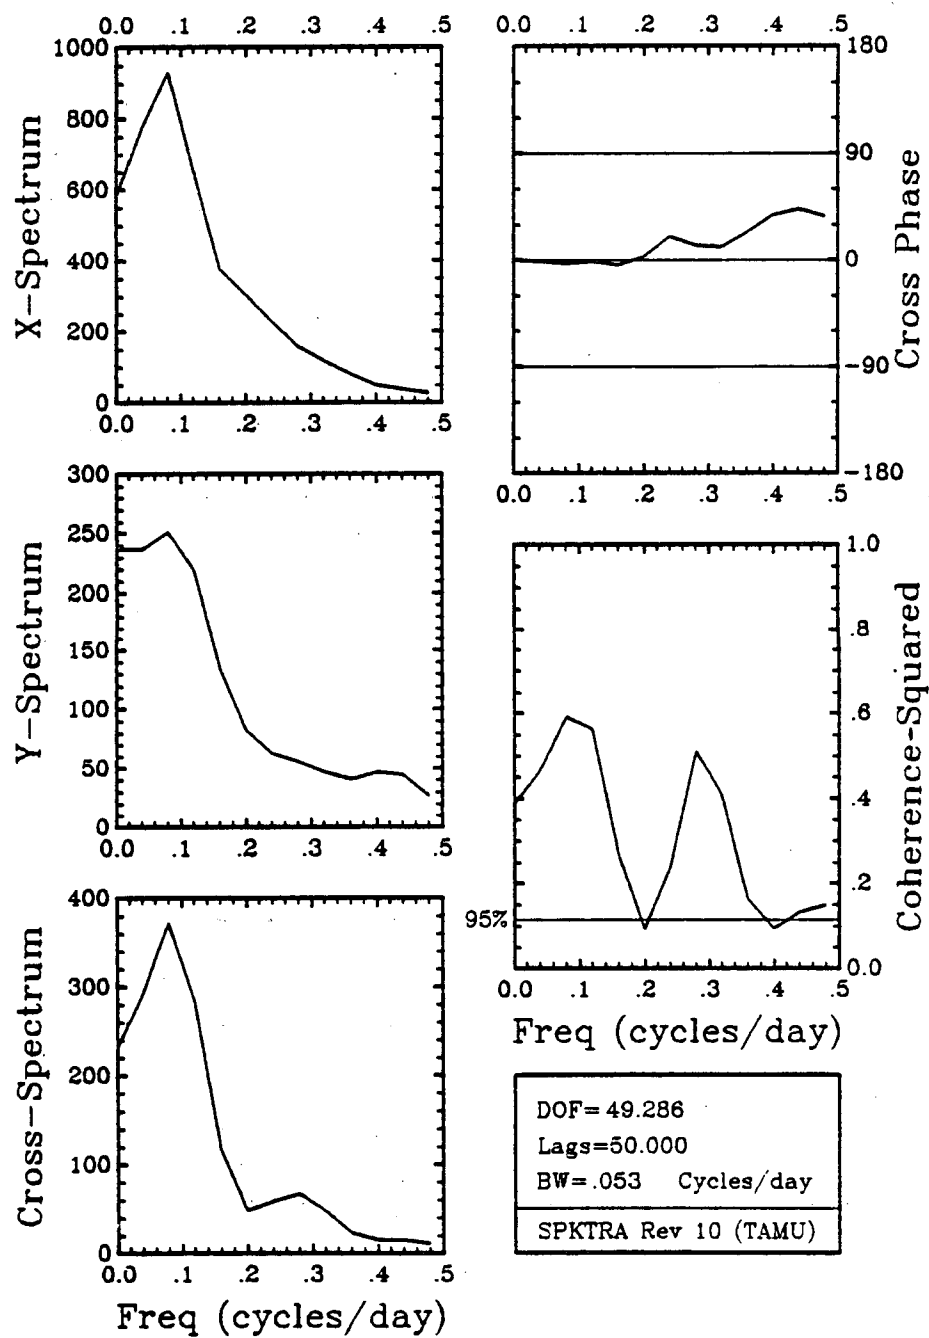 0.0 .1 .2 .3 .4 .5
1000
800
600
400
200
0
X-Spectrum
0.0 .1 .2 .3 .4 .5
300
250
200
150
100
50
0
Y-Spectrum
0.0 .1 .2 .3 .4 .5
400
300
200
100
0
Cross-Spectrum
0.0 .1 .2 .3 .4 .5
Freq (cycles/day)
0.0 .1 .2 .3 .4 .5
180
90
0
-90
-180
Cross Phase
0.0 .1 .2 .3 .4 .5
1.0
.8
.6
.4
.2
0.0
95%
Coherence-Squared
0.0 .1 .2 .3 .4 .5
Freq (cycles/day)
DOF= 49.286
Lags=50.000
BW= .053 Cycles/day
SPKTRA Rev 10 (TAMU)